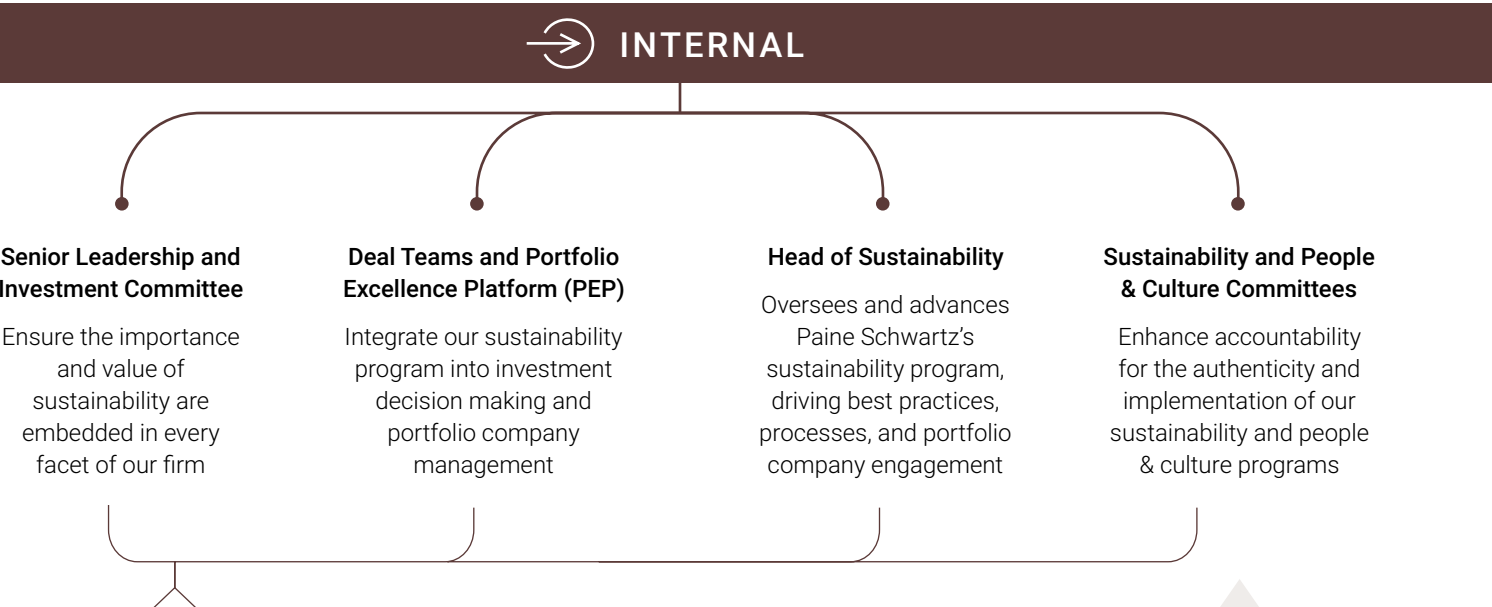 INTERNAL
Senior Leadership and
Investment Committee
Ensure the importance
and value of
sustainability are
embedded in every
facet of our firm
Deal Teams and Portfolio
Excellence Platform (PEP)
Integrate our sustainability
program into investment
decision making and
portfolio company
management
Head of Sustainability
Oversees and advances
Paine Schwartz’s
sustainability program,
driving best practices,
processes, and portfolio
company engagement
Sustainability and People
& Culture Committees
Enhance accountability
for the authenticity and
implementation of our
sustainability and people
& culture programs